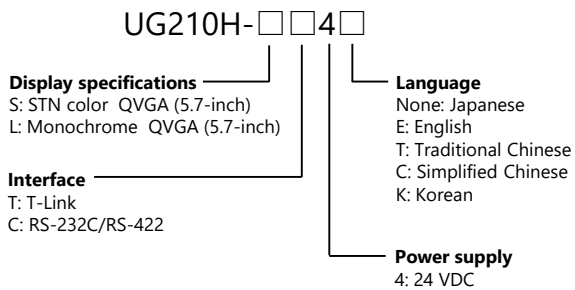 UG210H-□□4□
Display specifications
S: STN color QVGA (5.7-inch)
L: Monochrome QVGA (5.7-inch)
Interface
T: T-Link
C: RS-232C/RS-422
Language
None: Japanese
E: English
T: Traditional Chinese
C: Simplified Chinese
K: Korean
Power supply
4: 24 VDC